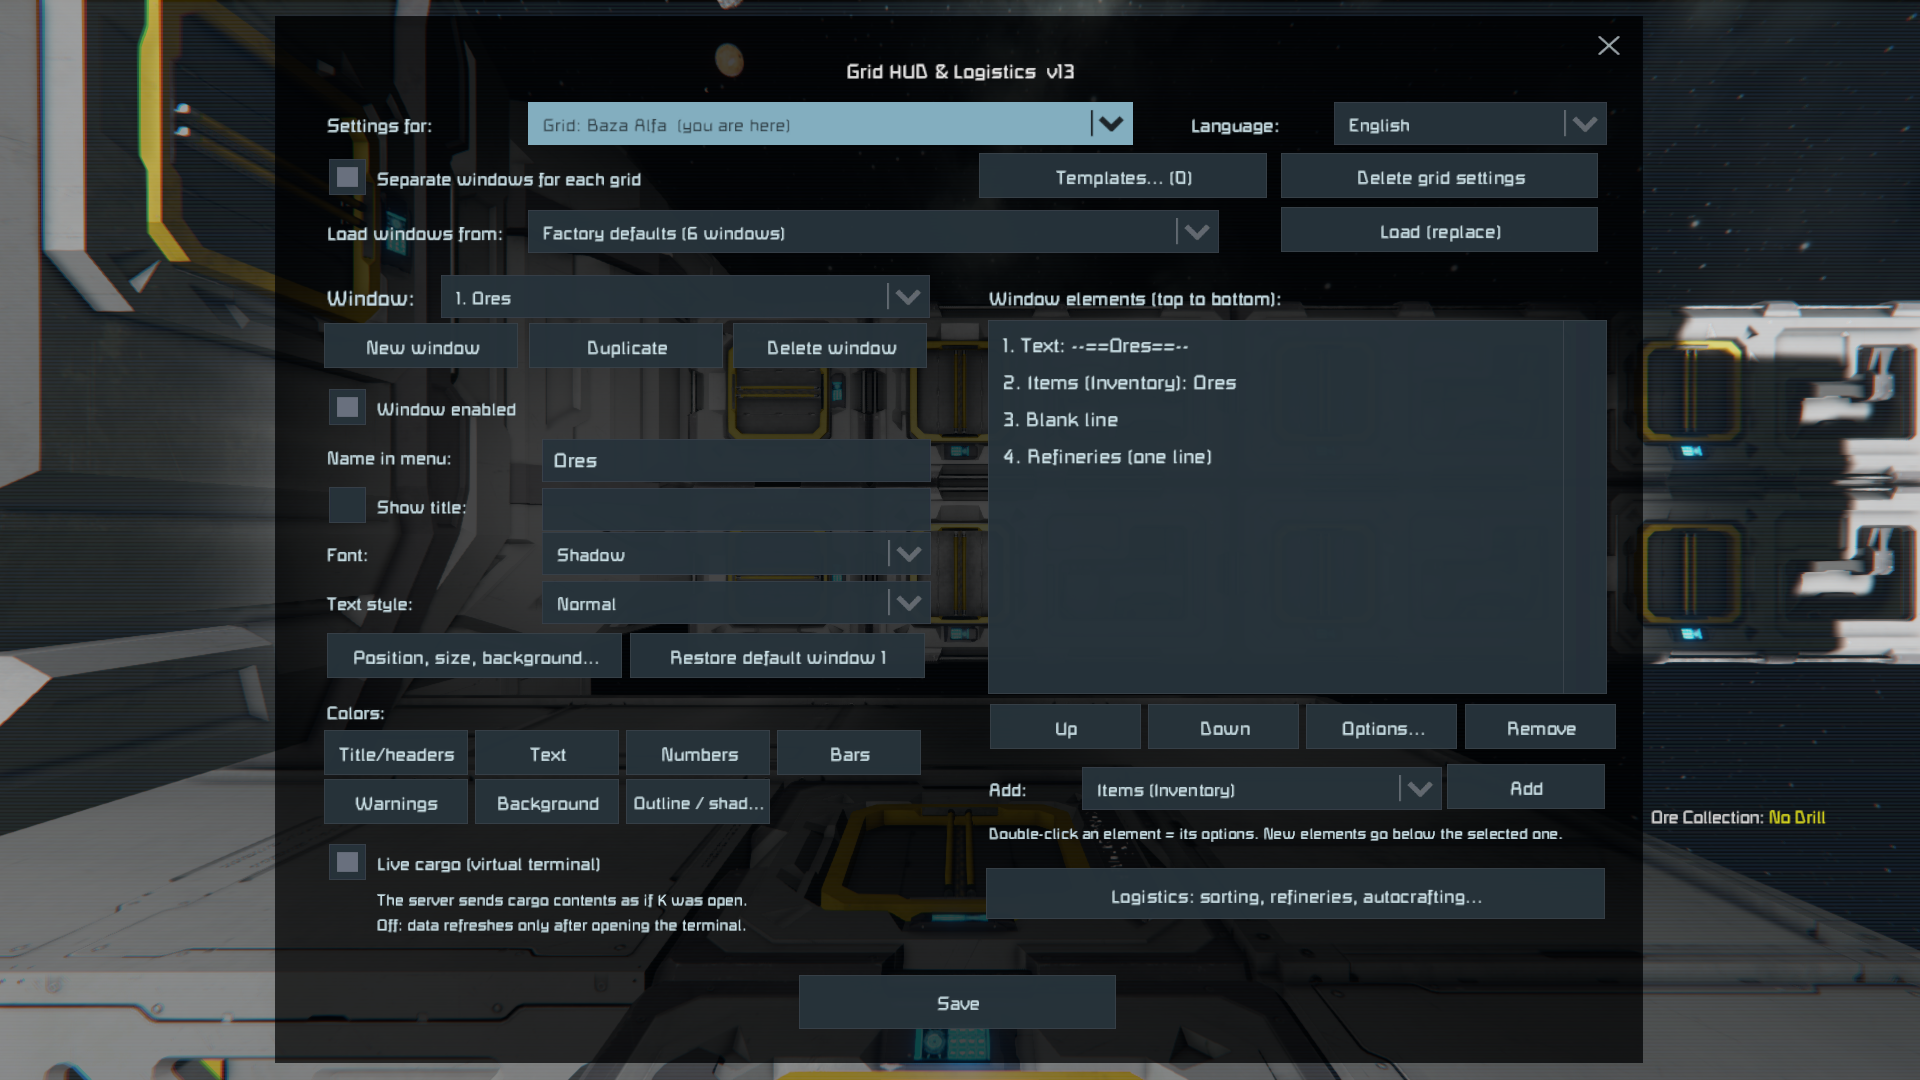 Grid HUD & Logistics v13
Settings for:
Grid: Baza Alfa (you are here)
Language:
English
Separate windows for each grid
Templates... (0)
Delete grid settings
Load windows from:
Factory defaults (6 windows)
Load (replace)
Window:
1. Ores
New window
Duplicate
Delete window
Window enabled
Name in menu:
Ores
Show title:
Font:
Shadow
Text style:
Normal
Position, size, background...
Restore default window 1
Colors:
Title/headers
Text
Numbers
Bars
Warnings
Background
Outline / shad...
Live cargo (virtual terminal)
The server sends cargo contents as if K was open.
Off: data refreshes only after opening the terminal.
Window elements (top to bottom):
1. Text: --==Ores==--
2. Items (Inventory): Ores
3. Blank line
4. Refineries (one line)
Up
Down
Options...
Remove
Add:
Items (Inventory)
Add
Double-click an element = its options. New elements go below the selected one.
Logistics: sorting, refineries, autocrafting...
Save
Ore Collection: No Drill